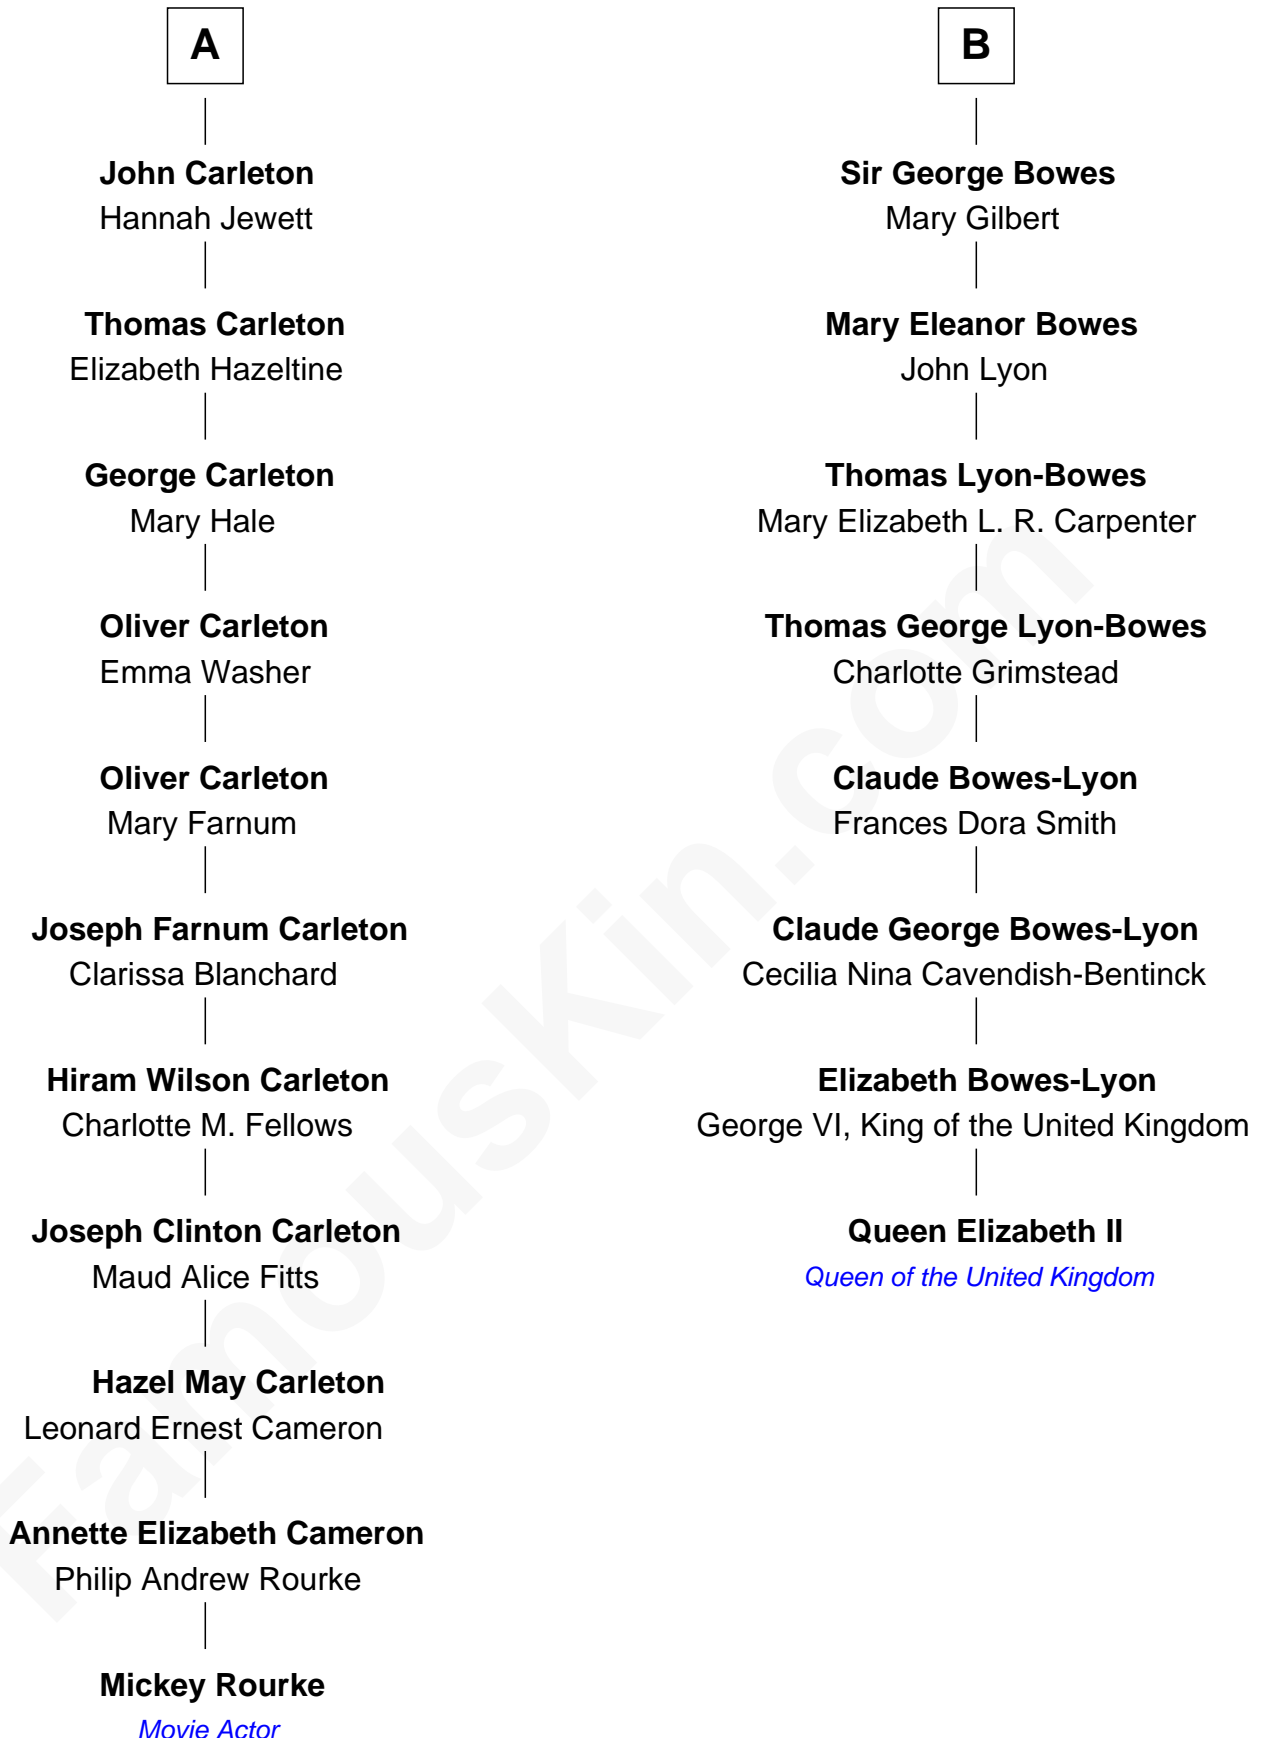 A
John Carleton
Hannah Jewett
Thomas Carleton
Elizabeth Hazeltine
George Carleton
Mary Hale
Oliver Carleton
Emma Washer
Oliver Carleton
Mary Farnum
Joseph Farnum Carleton
Clarissa Blanchard
Hiram Wilson Carleton
Charlotte M. Fellows
Joseph Clinton Carleton
Maud Alice Fitts
Hazel May Carleton
Leonard Ernest Cameron
Annette Elizabeth Cameron
Philip Andrew Rourke
Mickey Rourke
Movie Actor
B
Sir George Bowes
Mary Gilbert
Mary Eleanor Bowes
John Lyon
Thomas Lyon-Bowes
Mary Elizabeth L. R. Carpenter
Thomas George Lyon-Bowes
Charlotte Grimstead
Claude Bowes-Lyon
Frances Dora Smith
Claude George Bowes-Lyon
Cecilia Nina Cavendish-Bentinck
Elizabeth Bowes-Lyon
George VI, King of the United Kingdom
Queen Elizabeth II
Queen of the United Kingdom
FamousKin.com